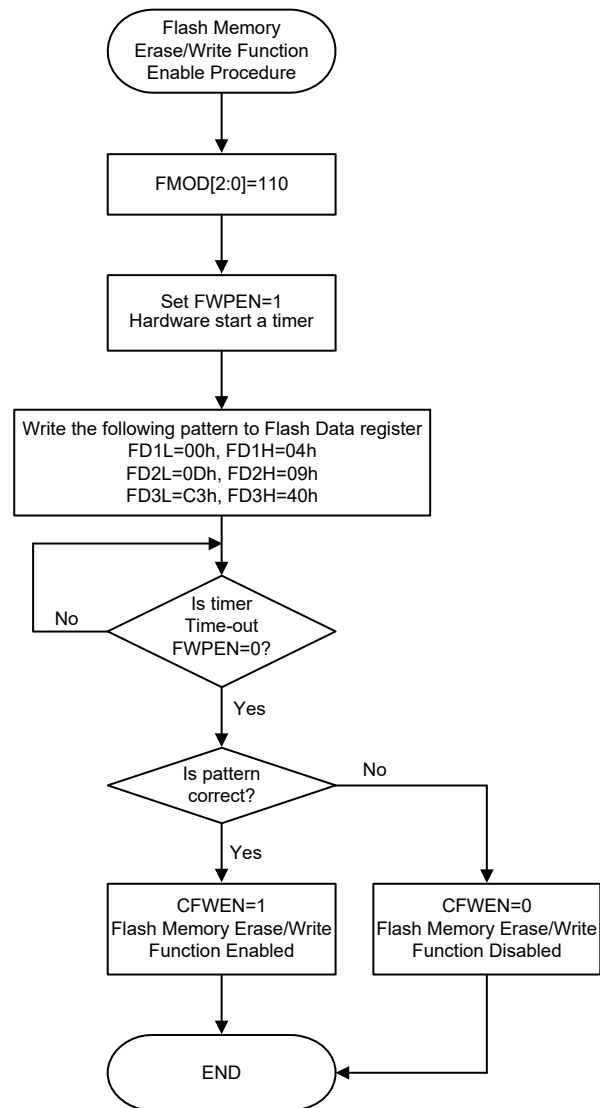 Flash Memory
Erase/Write Function
Enable Procedure
FMOD[2:0]=110
Set FWPEN=1
Hardware start a timer
Write the following pattern to Flash Data register
FD1L=00h, FD1H=04h
FD2L=0Dh, FD2H=09h
FD3L=C3h, FD3H=40h
Is timer
Time-out
FWPEN=0?
No
Yes
Is pattern
correct?
No
Yes
CFWEN=1
Flash Memory Erase/Write
Function Enabled
CFWEN=0
Flash Memory Erase/Write
Function Disabled
END